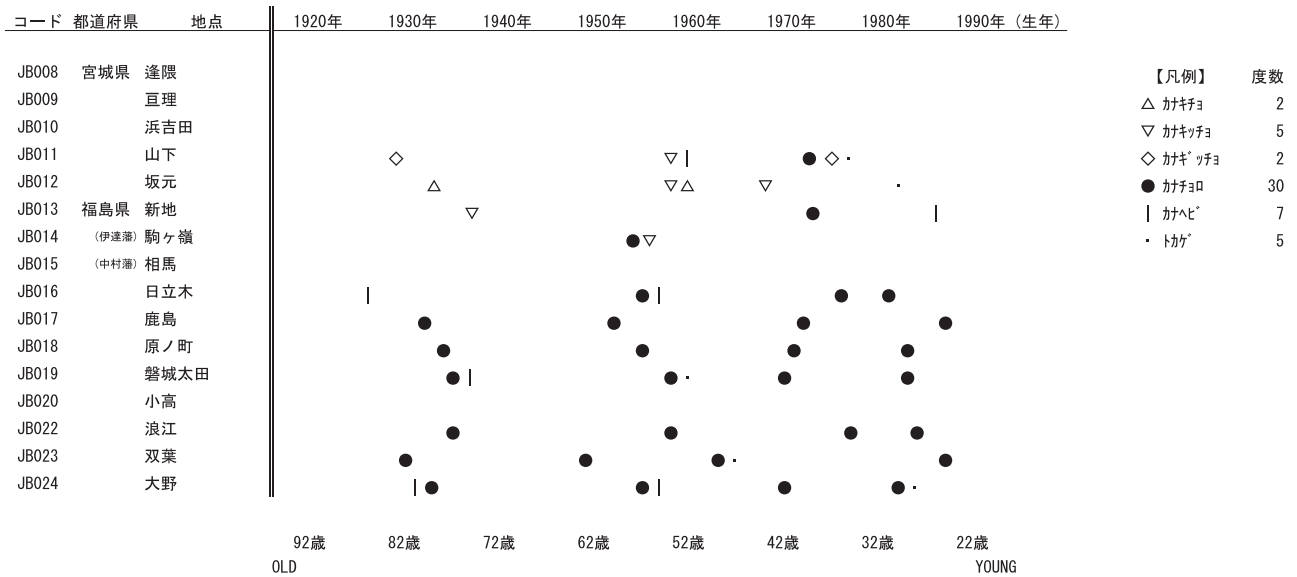 コード 都道府県 地点 1920年 1930年 1940年 1950年 1960年 1970年 1980年 1990年（生年）
JB008 宮城県 逢隈
JB009 亘理
JB010 浜吉田
JB011 山下
JB012 坂元
JB013 福島県 新地
JB014 （伊達藩）駒ヶ嶺
JB015 （中村藩）相馬
JB016 日立木
JB017 鹿島
JB018 原ノ町
JB019 磐城太田
JB020 小高
JB022 浪江
JB023 双葉
JB024 大野
92歳 82歳 72歳 62歳 52歳 42歳 32歳 22歳
OLD YOUNG
【凡例】 度数
△ ｶﾅｷﾁｮ 2
▽ ｶﾅｷｯﾁｮ 5
◇ ｶﾅｷﾞｯﾁｮ 2
● ｶﾅﾁｮﾛ 30
| ｶﾅﾍﾋﾞ 7
・ ﾄｶｹﾞ 5